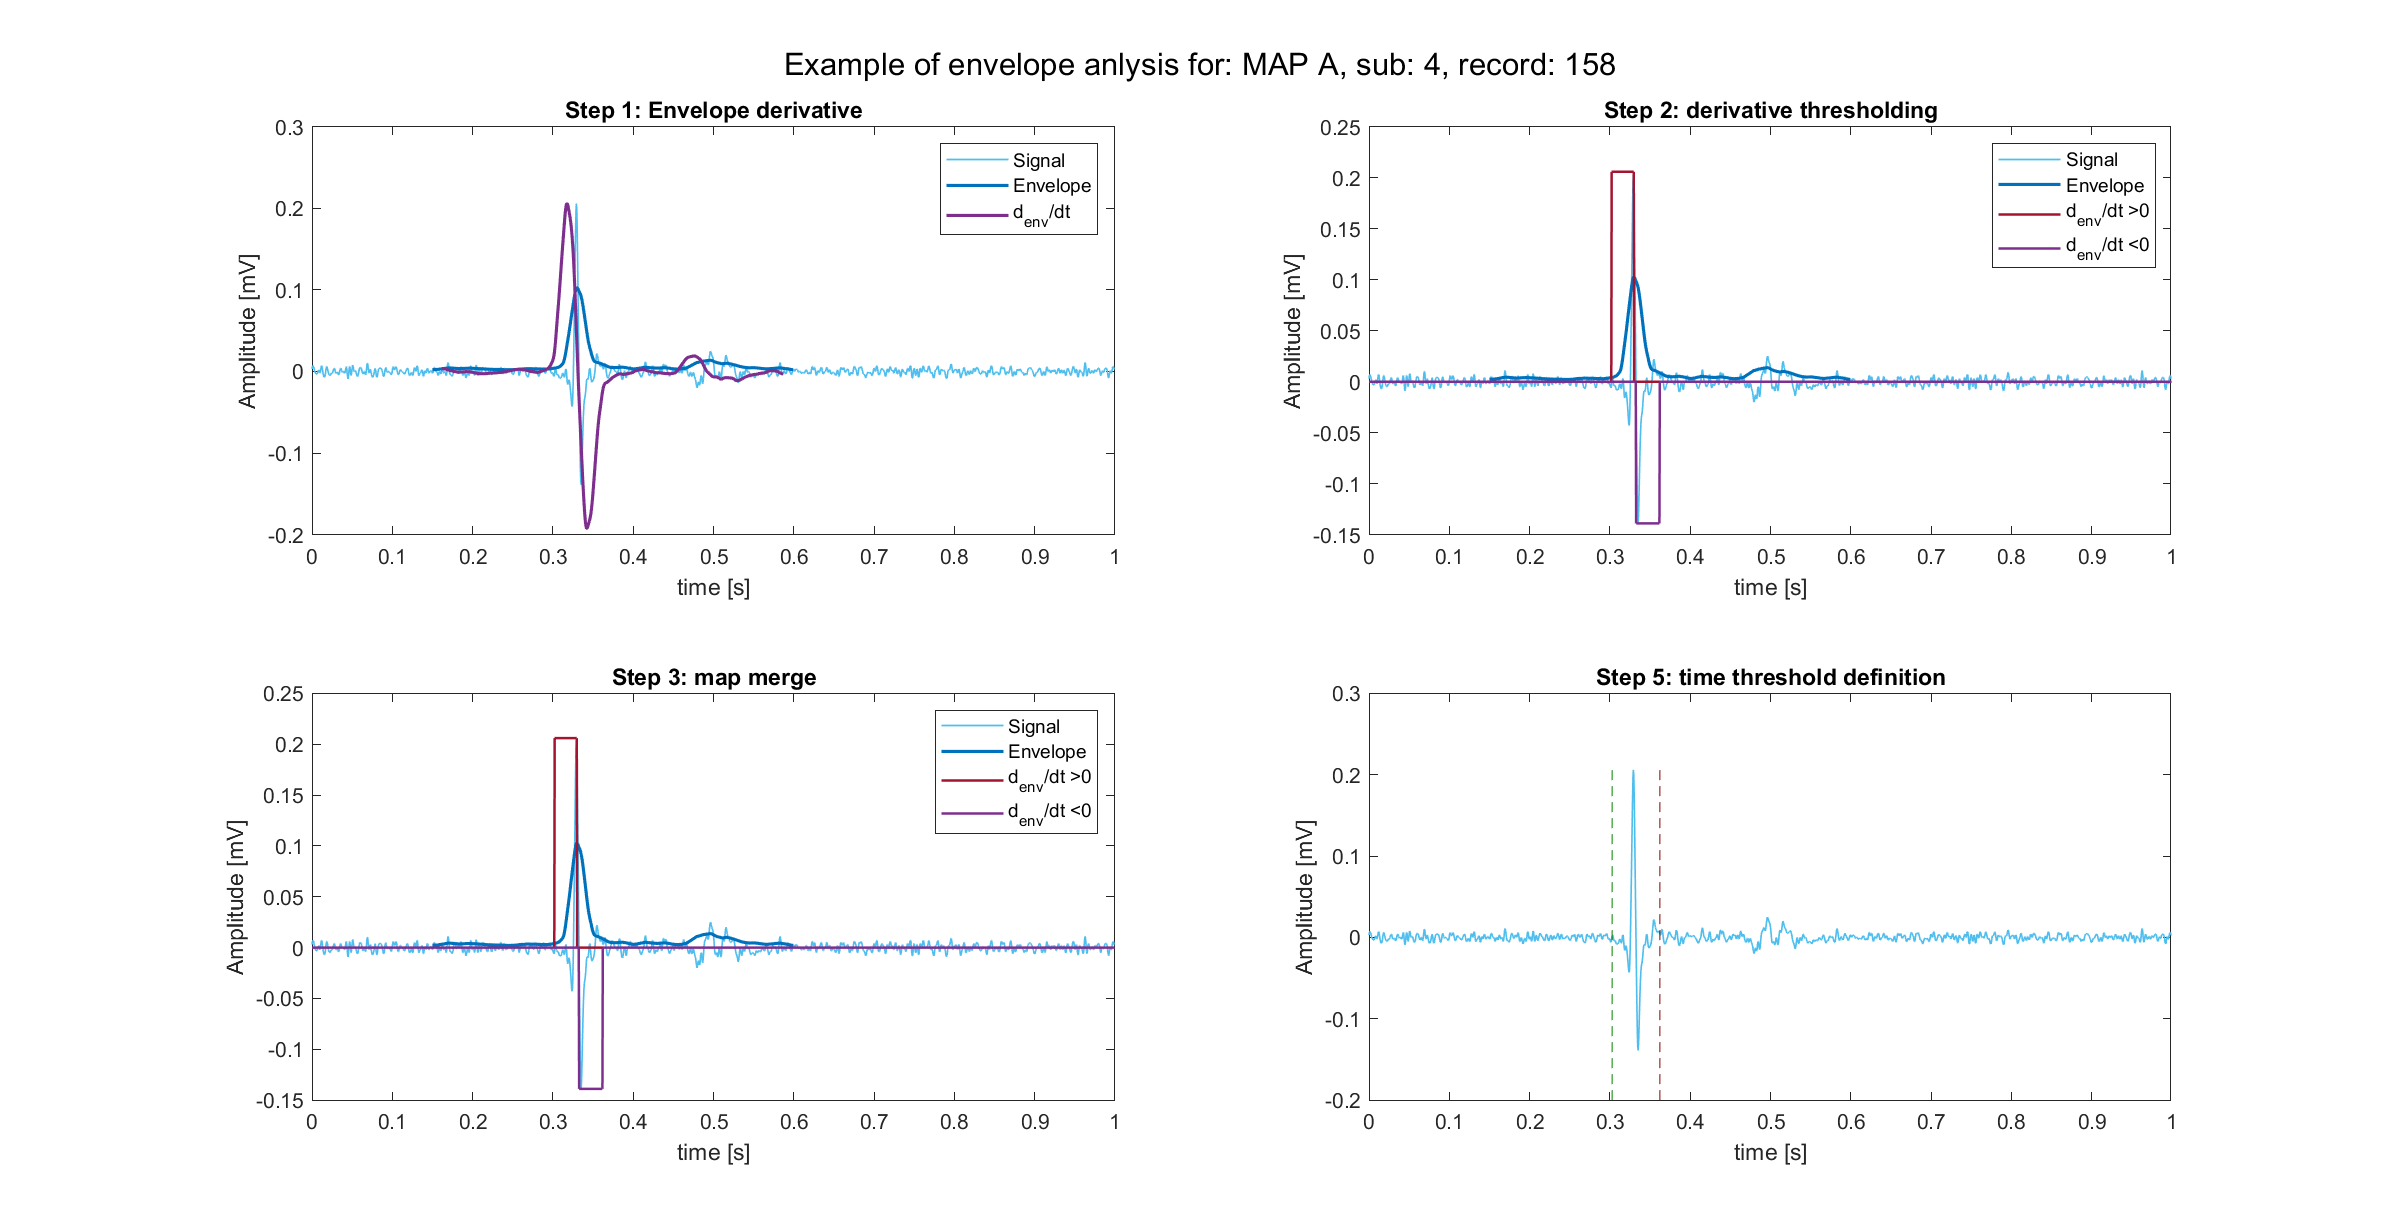 Example of envelope anlysis for: MAP A, sub: 4, record: 158
Step 1: Envelope derivative
0.3
0.2
0.1
0
-0.1
-0.2
Amplitude [mV]
0 0.1 0.2 0.3 0.4 0.5 0.6 0.7 0.8 0.9 1
time [s]
Signal
Envelope
d_env/dt
Step 2: derivative thresholding
0.25
0.2
0.15
0.1
0.05
0
-0.05
-0.1
-0.15
Amplitude [mV]
0 0.1 0.2 0.3 0.4 0.5 0.6 0.7 0.8 0.9 1
time [s]
Signal
Envelope
d_env/dt >0
d_env/dt <0
Step 3: map merge
0.25
0.2
0.15
0.1
0.05
0
-0.05
-0.1
-0.15
Amplitude [mV]
0 0.1 0.2 0.3 0.4 0.5 0.6 0.7 0.8 0.9 1
time [s]
Signal
Envelope
d_env/dt >0
d_env/dt <0
Step 5: time threshold definition
0.3
0.2
0.1
0
-0.1
-0.2
Amplitude [mV]
0 0.1 0.2 0.3 0.4 0.5 0.6 0.7 0.8 0.9 1
time [s]